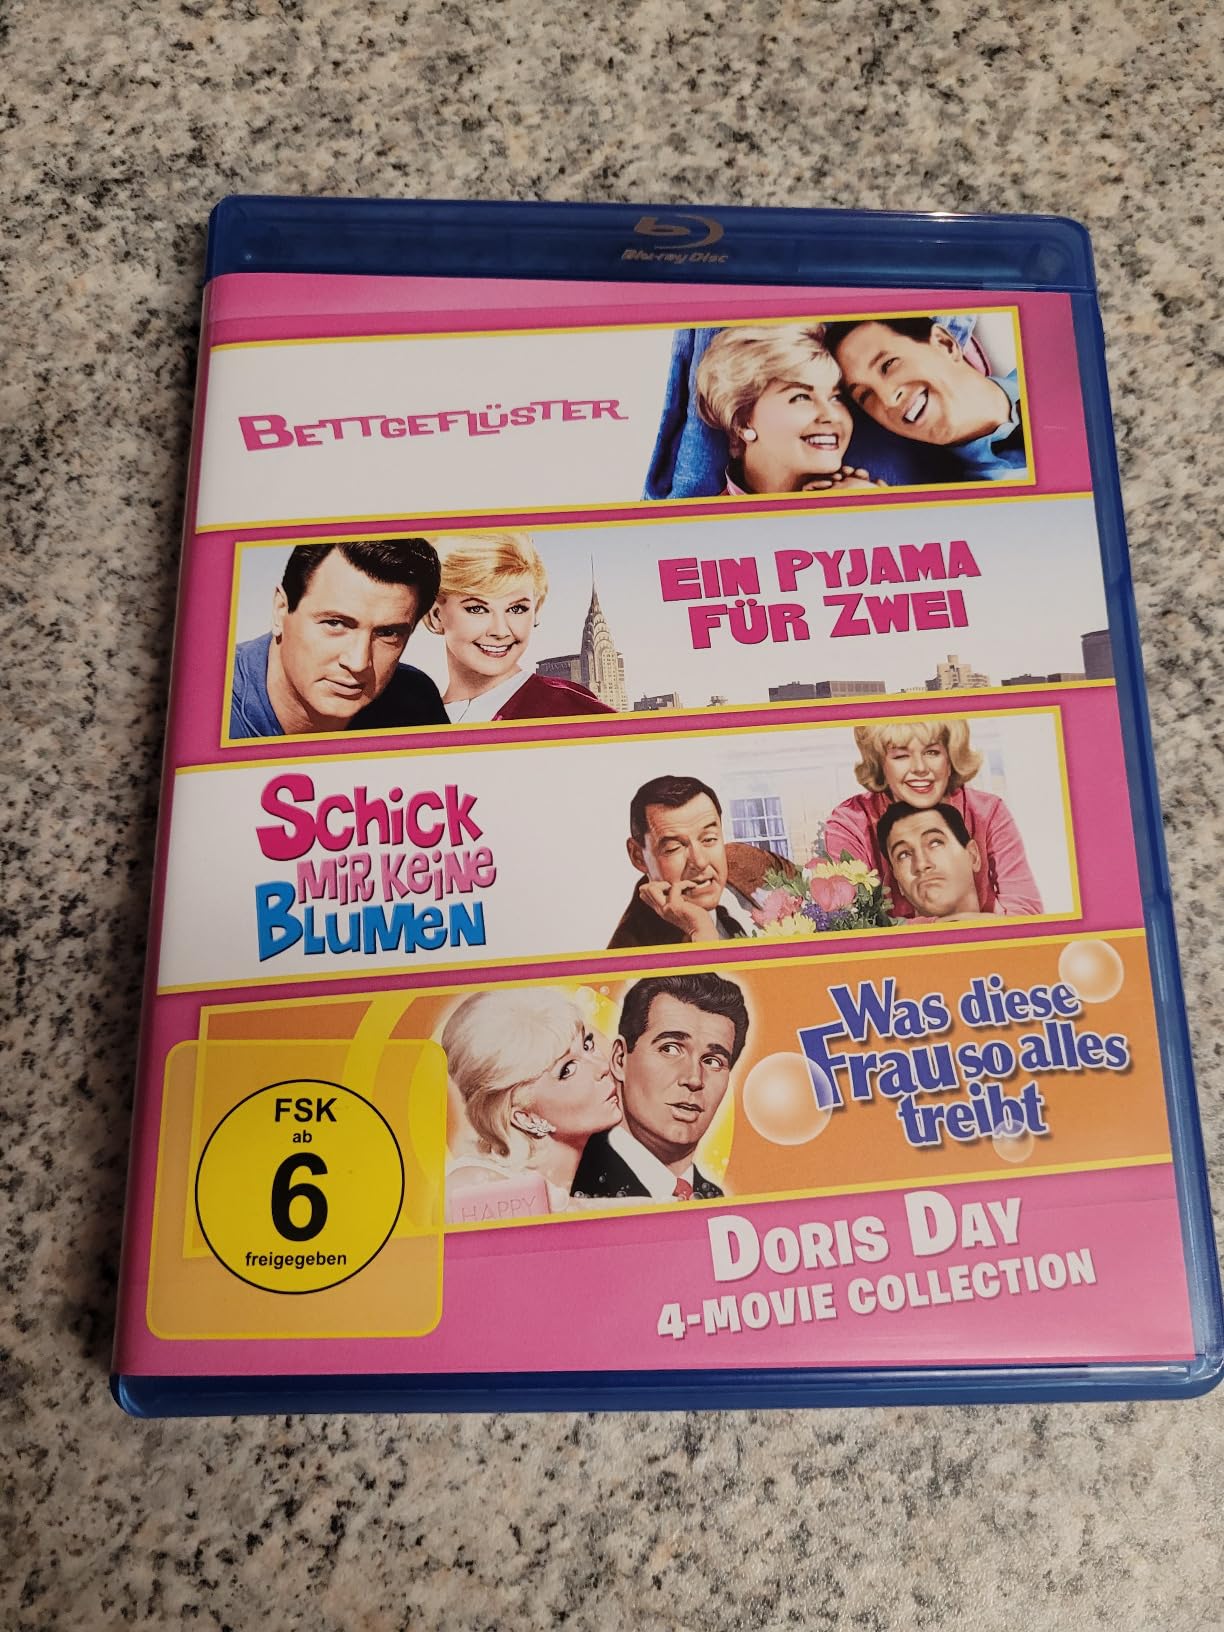 Blu-ray Disc
BETTGEFLÜSTER
EIN PYJAMA
FÜR ZWEI
SCHICK
MIR KEINE
BLUMEN
Was diese
Frau so alles
treibt
HAPPY
FSK
ab
6
freigegeben
DORIS DAY
4-MOVIE COLLECTION